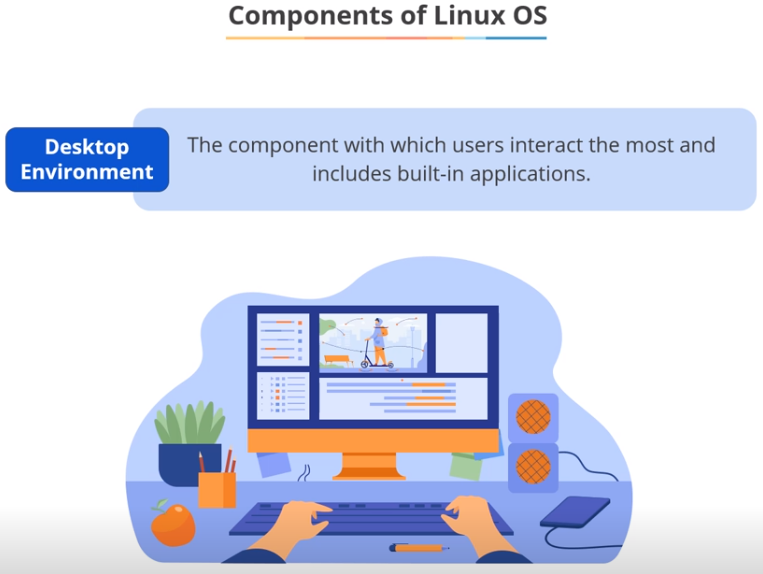 Components of Linux OS
Desktop
Environment
The component with which users interact the most and
includes built-in applications.